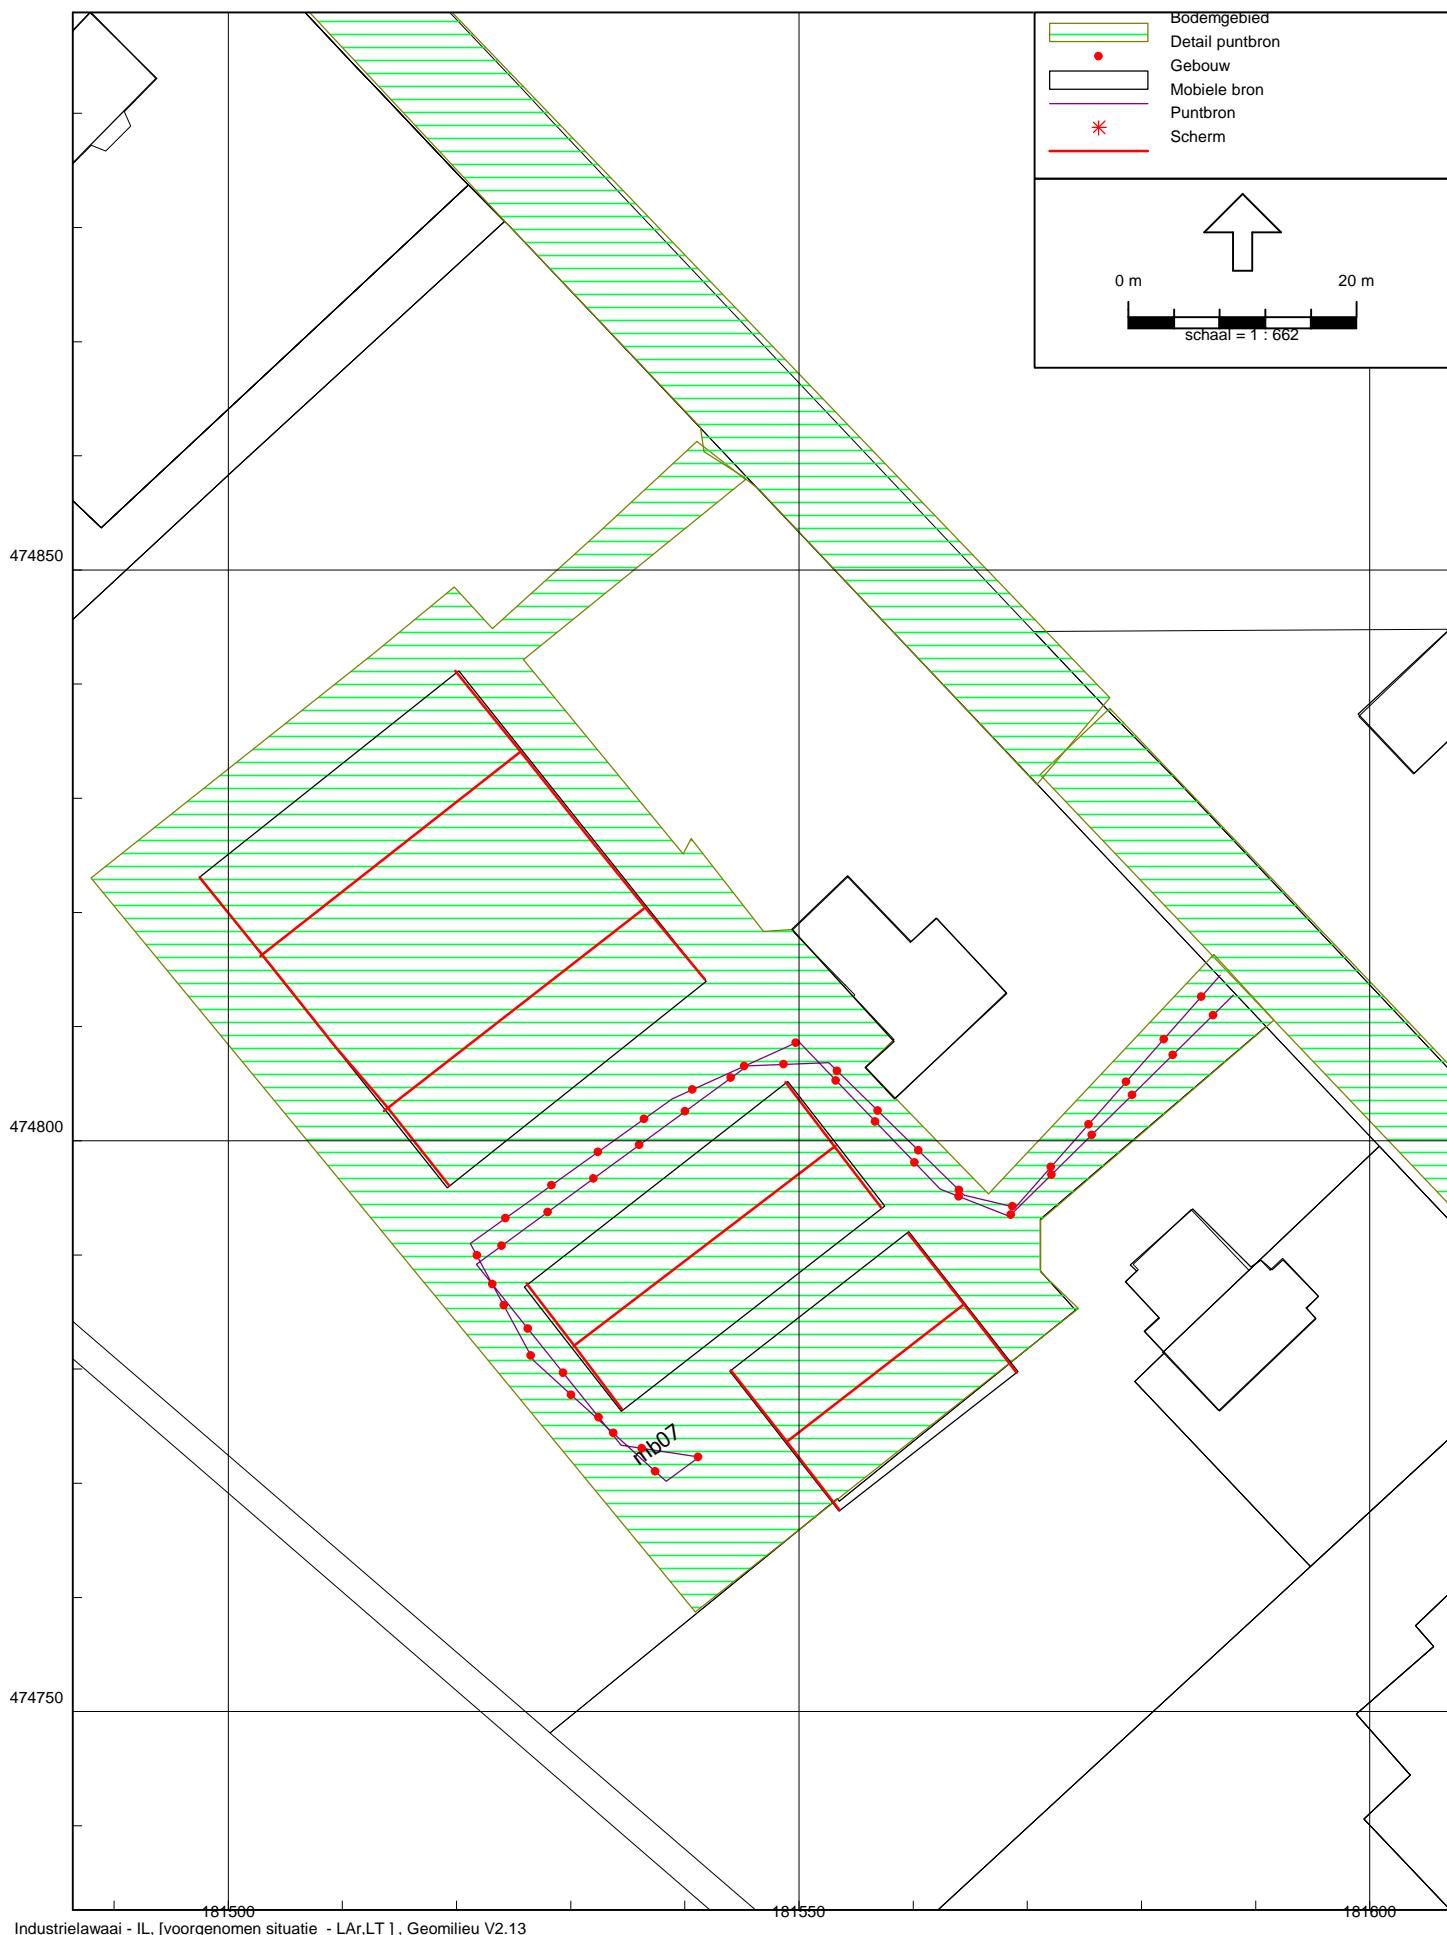 Bodemgebied
Detail puntbron
Gebouw
Mobiele bron
Puntbron
Scherm
0 m 20 m
schaal = 1 : 662
474850
474800
mb07
474750
181500 181550 181600
Industrielawaai - IL, [voorgenomen situatie - LAr,LT ] , Geomilieu V2.13